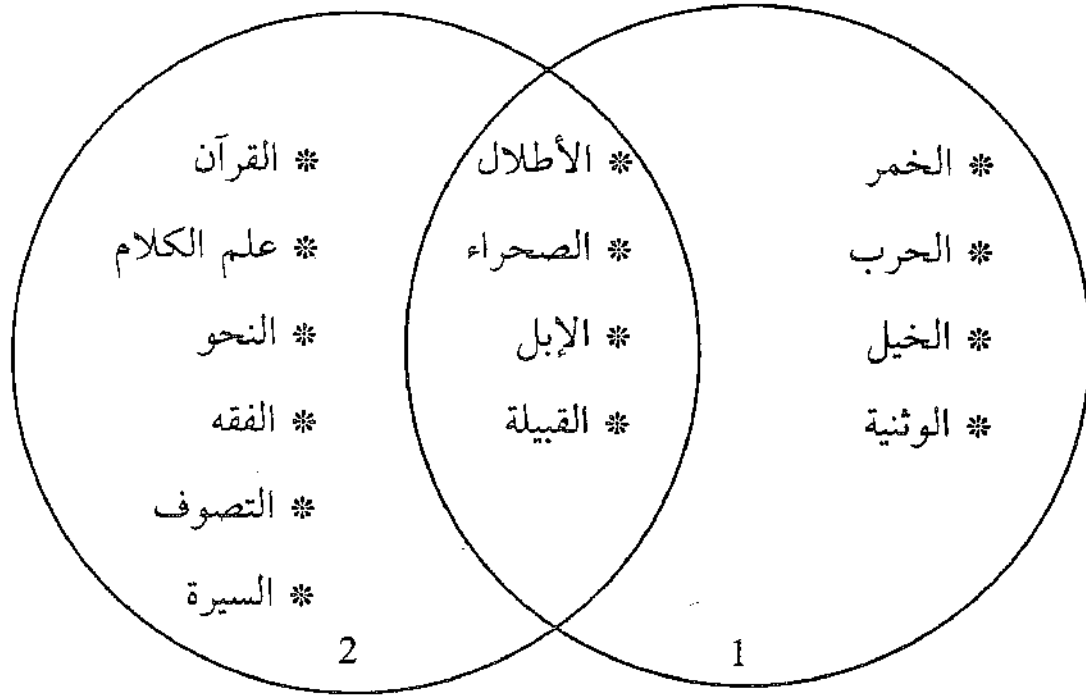 * الخمر
* الحرب
* الخيل
* الوثنية
1
* الأطلال
* الصحراء
* الإبل
* القبيلة
* القرآن
* علم الكلام
* النحو
* الفقه
* التصوف
* السيرة
2